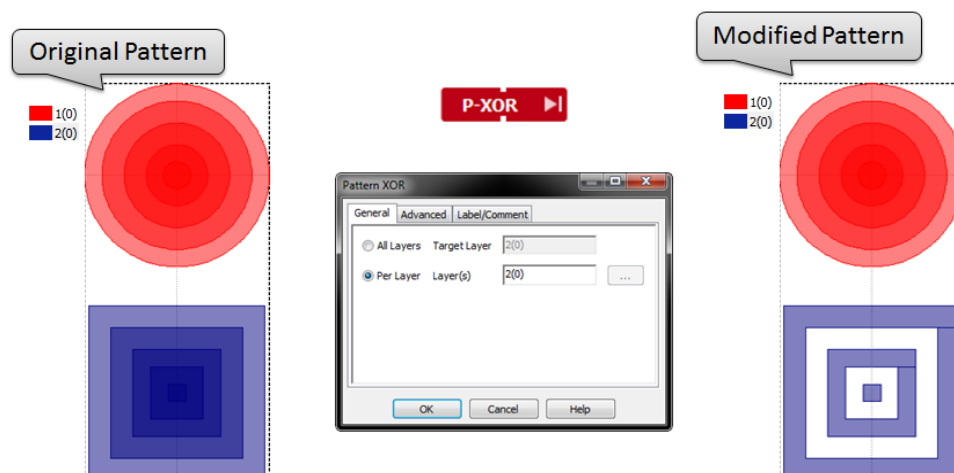 Original Pattern
1(0)
2(0)
P-XOR
Pattern XOR
General Advanced Label/Comment
All Layers Target Layer 2(0)
Per Layer Layer(s) 2(0) ...
OK Cancel Help
Modified Pattern
1(0)
2(0)